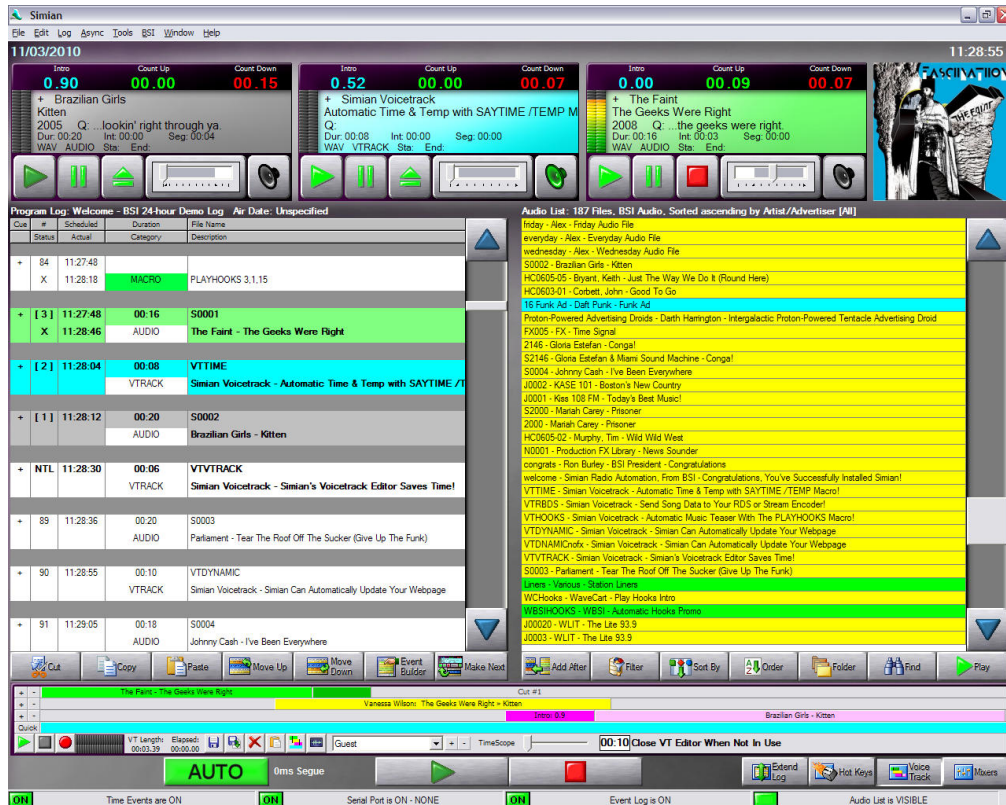 Simian
File Edit Log Async Tools BSI Window Help
11/03/2010 11:28:55
Intro Count Up Count Down
0.90 00.00 00.15
+ Brazilian Girls
Kitten
2005 Q: ...lookin' right through ya.
Dur: 00:20 Int: 00:00 Seg: 00:04
WAV AUDIO Sta: End:
Intro Count Up Count Down
0.52 00.00 00.07
+ Simian Voicetrack
Automatic Time & Temp with SAYTIME /TEMP M
Q:
Dur: 00:08 Int: 00:00 Seg: 00:00
WAV VTRACK Sta: End:
Intro Count Up Count Down
0.00 00.09 00.07
+ The Faint
The Geeks Were Right
2008 Q: ...the geeks were right.
Dur: 00:16 Int: 00:03 Seg: 00:00
WAV AUDIO Sta: End:
FASCIINATIION
THE FAINT
Program Log: Welcome - BSI 24-hour Demo Log Air Date: Unspecified
Cue # Scheduled Duration File Name
Status Actual Category Description
+ 84 11:27:48
X 11:28:18 MACRO PLAYHOOKS 3,1,15
+ [ 3 ] 11:27:48 00:16 S0001
X 11:28:46 AUDIO The Faint - The Geeks Were Right
+ [ 2 ] 11:28:04 00:08 VTTIME
VTRACK Simian Voicetrack - Automatic Time & Temp with SAYTIME /T
+ [ 1 ] 11:28:12 00:20 S0002
AUDIO Brazilian Girls - Kitten
+ NTL 11:28:30 00:06 VTVTRACK
VTRACK Simian Voicetrack - Simian's Voicetrack Editor Saves Time!
+ 89 11:28:36 00:20 S0003
AUDIO Parliament - Tear The Roof Off The Sucker (Give Up The Funk)
+ 90 11:28:55 00:10 VTDYNAMIC
VTRACK Simian Voicetrack - Simian Can Automatically Update Your Webpage
+ 91 11:29:05 00:18 S0004
AUDIO Johnny Cash - I've Been Everywhere
Cut Copy Paste Move Up Move Down Event Builder Make Next
Audio List: 187 Files, BSI Audio, Sorted ascending by Artist/Advertiser [All]
friday - Alex - Friday Audio File
everyday - Alex - Everyday Audio File
wednesday - Alex - Wednesday Audio File
S0002 - Brazilian Girls - Kitten
HC0605-05 - Bryant, Keith - Just The Way We Do It (Round Here)
HC0603-01 - Corbett, John - Good To Go
16 Funk Ad - Daft Punk - Funk Ad
Proton-Powered Advertising Droids - Darth Harrington - Intergalactic Proton-Powered Tentacle Advertising Droid
FX005 - FX - Time Signal
2146 - Gloria Estefan - Conga!
S2146 - Gloria Estefan & Miami Sound Machine - Conga!
S0004 - Johnny Cash - I've Been Everywhere
J0002 - KASE 101 - Boston's New Country
J0001 - Kiss 108 FM - Today's Best Music!
S2000 - Mariah Carey - Prisoner
2000 - Mariah Carey - Prisoner
HC0605-02 - Murphy, Tim - Wild Wild West
N0001 - Production FX Library - News Sounder
congrats - Ron Burley - BSI President - Congratulations
welcome - Simian Radio Automation, From BSI - Congratulations, You've Successfully Installed Simian!
VTTIME - Simian Voicetrack - Automatic Time & Temp with SAYTIME /TEMP Macro!
VTRBDS - Simian Voicetrack - Send Song Data to Your RDS or Stream Encoder!
VTHOOKS - Simian Voicetrack - Automatic Music Teaser With The PLAYHOOKS Macro!
VTDYNAMIC - Simian Voicetrack - Simian Can Automatically Update Your Webpage
VTDNAMICnofx - Simian Voicetrack - Simian Can Automatically Update Your Webpage
VTVTRACK - Simian Voicetrack - Simian's Voicetrack Editor Saves Time!
S0003 - Parliament - Tear The Roof Off The Sucker (Give Up The Funk)
Liners - Various - Station Liners
WCHooks - WaveCart - Play Hooks Intro
WBSIHOOKS - WBSI - Automatic Hooks Promo
J00020 - WLIT - The Lite 93.9
J0003 - WLIT - The Lite 93.9
Add After Filter Sort By Order Folder Find Play
+ - The Faint - The Geeks Were Right Cut #1
+ - Vanessa Wilson: The Geeks Were Right » Kitten
+ - Intro: 0.9 Brazilian Girls - Kitten
Quick
VT Length: 00:03.39 Elapsed: 00:00.00 Guest + - TimeScope 00:10 Close VT Editor When Not In Use
AUTO 0ms Segue Extend Log Hot Keys Voice Track Mixers
ON Time Events are ON ON Serial Port is ON - NONE ON Event Log is ON Audio List is VISIBLE